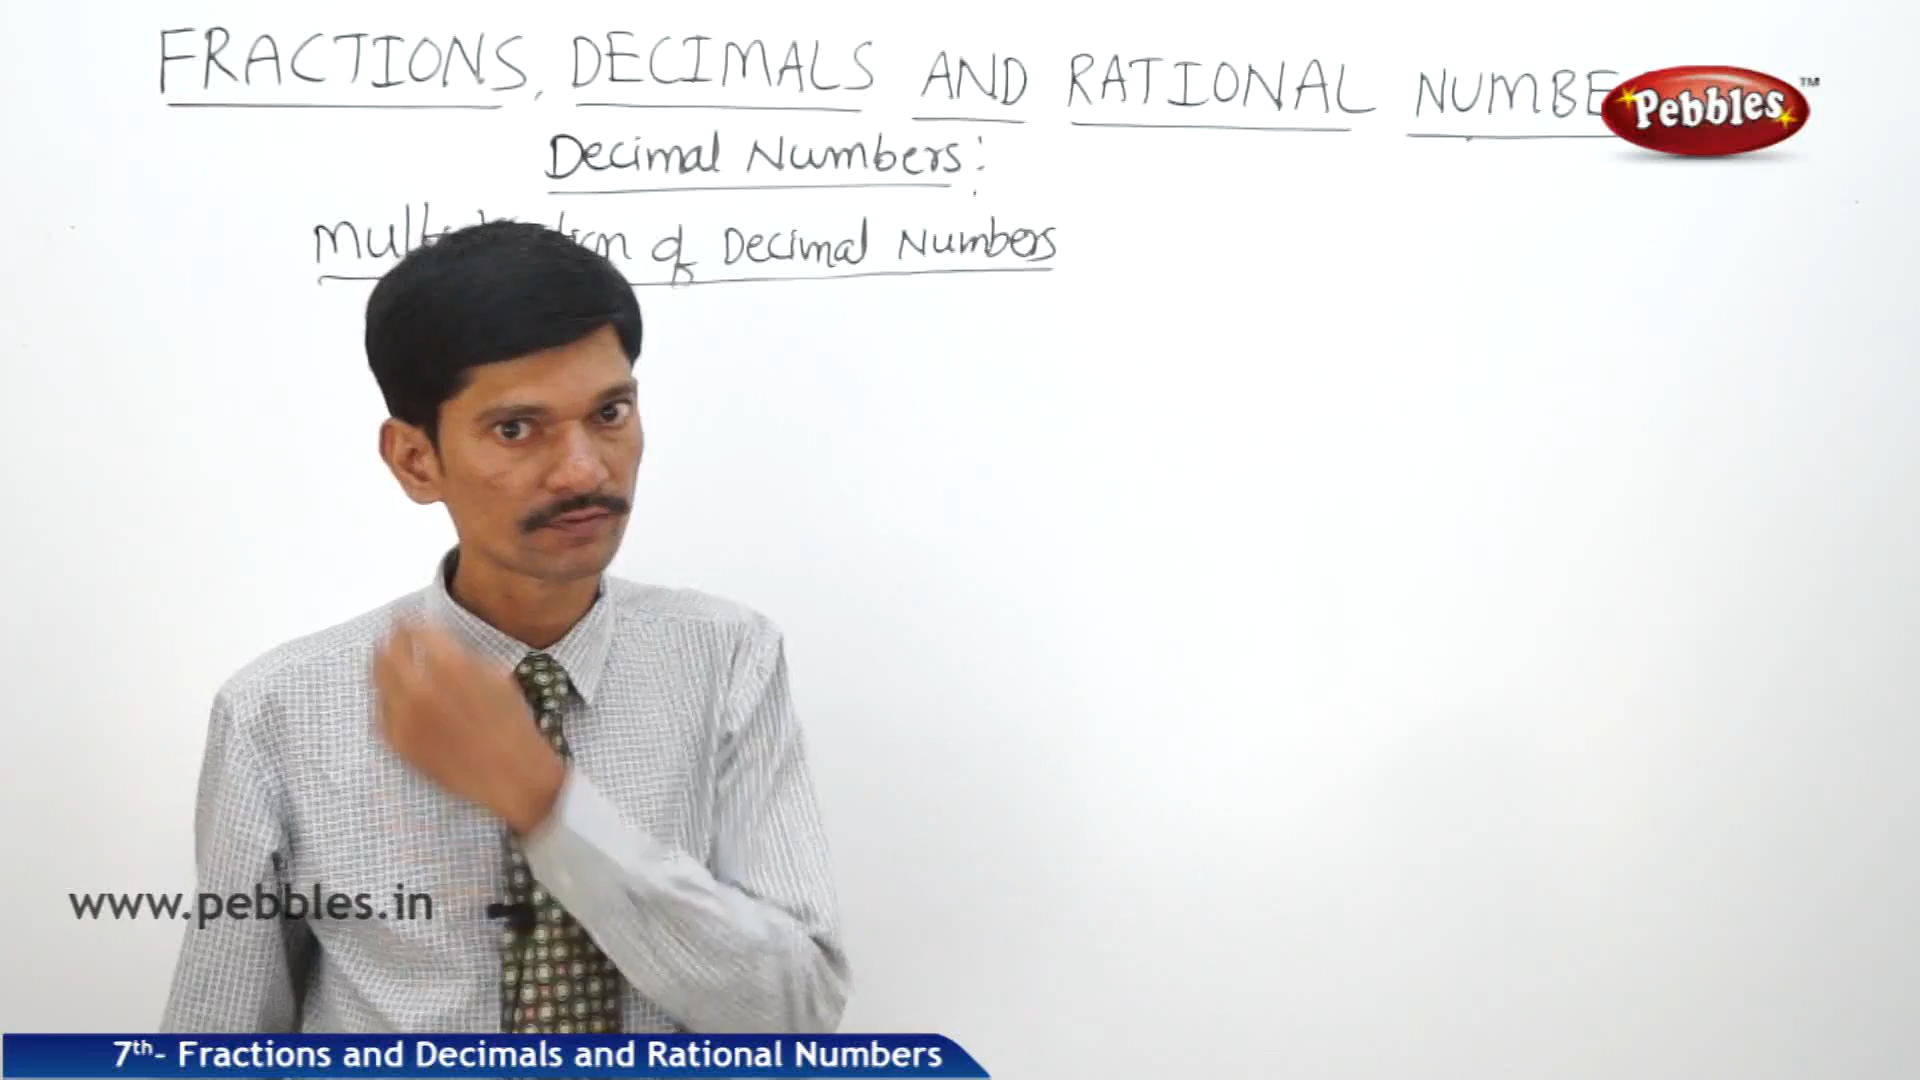 FRACTIONS, DECIMALS AND RATIONAL NUMBE
Pebbles™
Decimal Numbers:
of Decimal Numbers
www.pebbles.in
7th- Fractions and Decimals and Rational Numbers